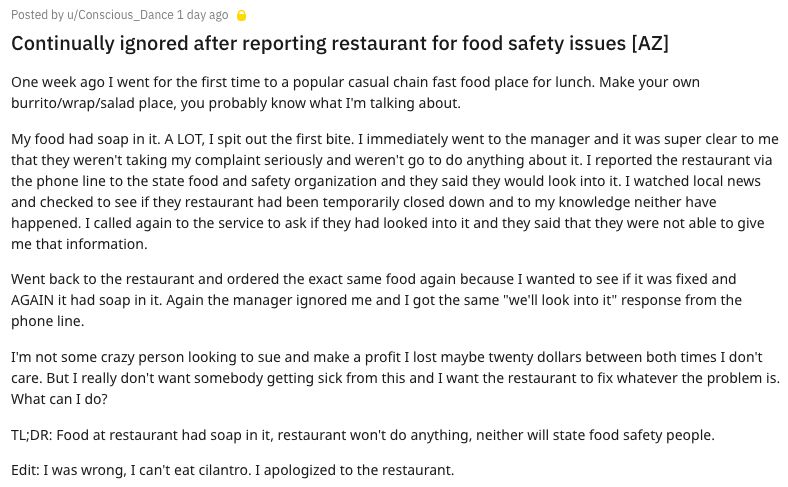 Posted by u/Conscious_Dance 1 day ago
Continually ignored after reporting restaurant for food safety issues [AZ]
One week ago I went for the first time to a popular casual chain fast food place for lunch. Make your own
burrito/wrap/salad place, you probably know what I'm talking about.
My food had soap in it. A LOT, I spit out the first bite. I immediately went to the manager and it was super clear to me
that they weren't taking my complaint seriously and weren't go to do anything about it. I reported the restaurant via
the phone line to the state food and safety organization and they said they would look into it. I watched local news
and checked to see if they restaurant had been temporarily closed down and to my knowledge neither have
happened. I called again to the service to ask if they had looked into it and they said that they were not able to give
me that information.
Went back to the restaurant and ordered the exact same food again because I wanted to see if it was fixed and
AGAIN it had soap in it. Again the manager ignored me and I got the same "we'll look into it" response from the
phone line.
I'm not some crazy person looking to sue and make a profit I lost maybe twenty dollars between both times I don't
care. But I really don't want somebody getting sick from this and I want the restaurant to fix whatever the problem is.
What can I do?
TL;DR: Food at restaurant had soap in it, restaurant won't do anything, neither will state food safety people.
Edit: I was wrong, I can't eat cilantro. I apologized to the restaurant.